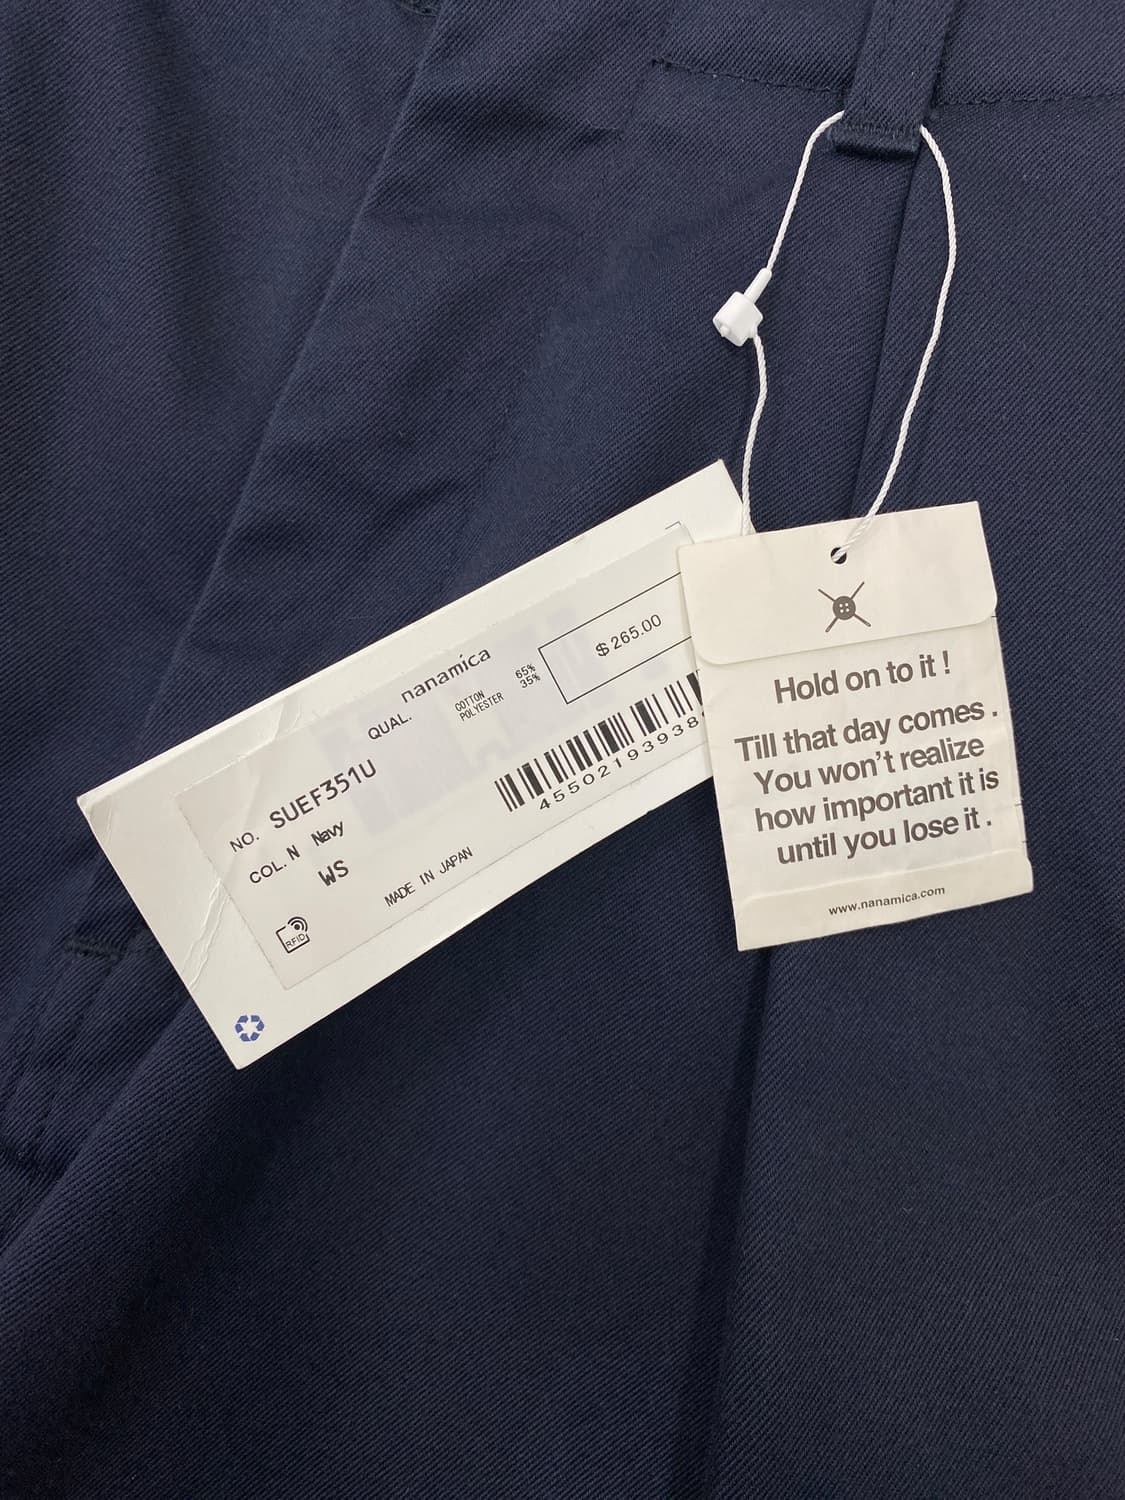 nanamica
QUAL. COTTON 65%
POLYESTER 35%
$265.00
NO. SUEF351U
COL. N Navy
WS
4550219393 8
MADE IN JAPAN
RFID
Hold on to it !
Till that day comes .
You won't realize
how important it is
until you lose it .
www.nanamica.com